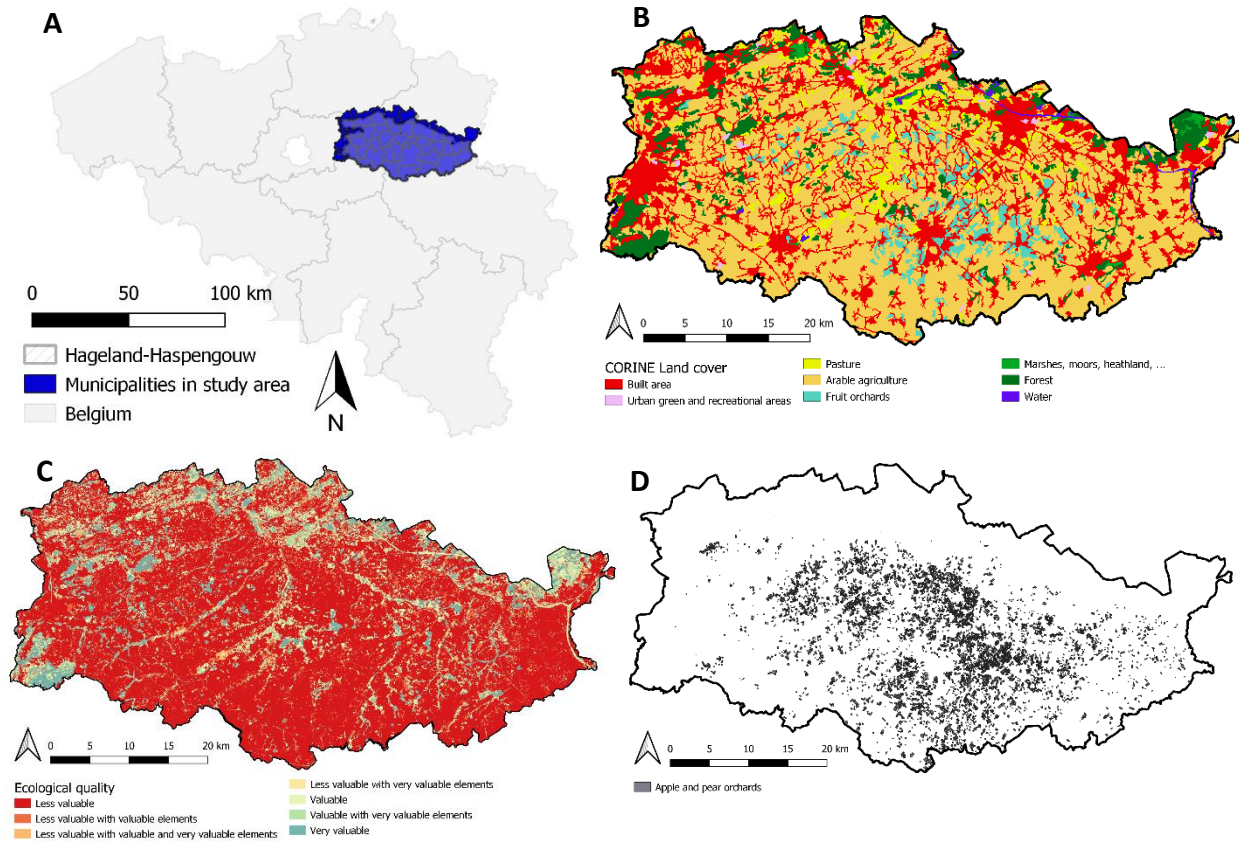 A
0 50 100 km
Hageland-Haspengouw
Municipalities in study area
Belgium
N
B
0 5 10 15 20 km
CORINE Land cover
Built area
Urban green and recreational areas
Pasture
Arable agriculture
Fruit orchards
Marshes, moors, heathland, ...
Forest
Water
C
0 5 10 15 20 km
Ecological quality
Less valuable
Less valuable with valuable elements
Less valuable with valuable and very valuable elements
Less valuable with very valuable elements
Valuable
Valuable with very valuable elements
Very valuable
D
0 5 10 15 20 km
Apple and pear orchards